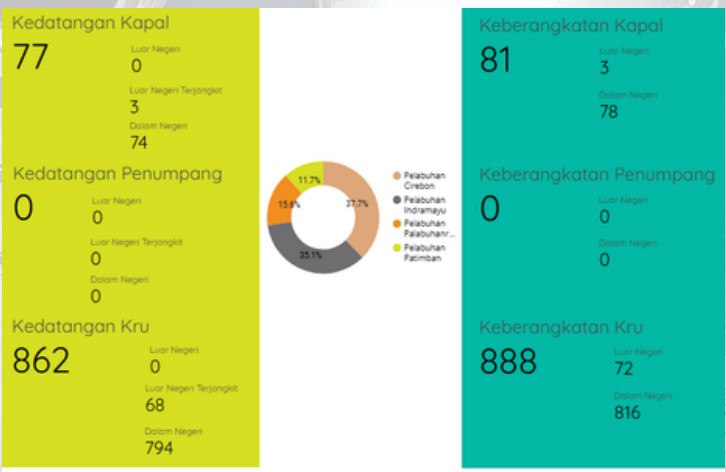 Kedatangan Kapal
77
Luar Negeri
0
Luar Negeri Terjangkit
3
Dalam Negeri
74
Kedatangan Penumpang
0
Luar Negeri
0
Luar Negeri Terjangkit
0
Dalam Negeri
0
Kedatangan Kru
862
Luar Negeri
0
Luar Negeri Terjangkit
68
Dalam Negeri
794
11.7%
15.6%
37.7%
35.1%
Pelabuhan
Cirebon
Pelabuhan
Indramayu
Pelabuhan
Palabuhanr...
Pelabuhan
Patimban
Keberangkatan Kapal
81
Luar Negeri
3
Dalam Negeri
78
Keberangkatan Penumpang
0
Luar Negeri
0
Dalam Negeri
0
Keberangkatan Kru
888
Luar Negeri
72
Dalam Negeri
816